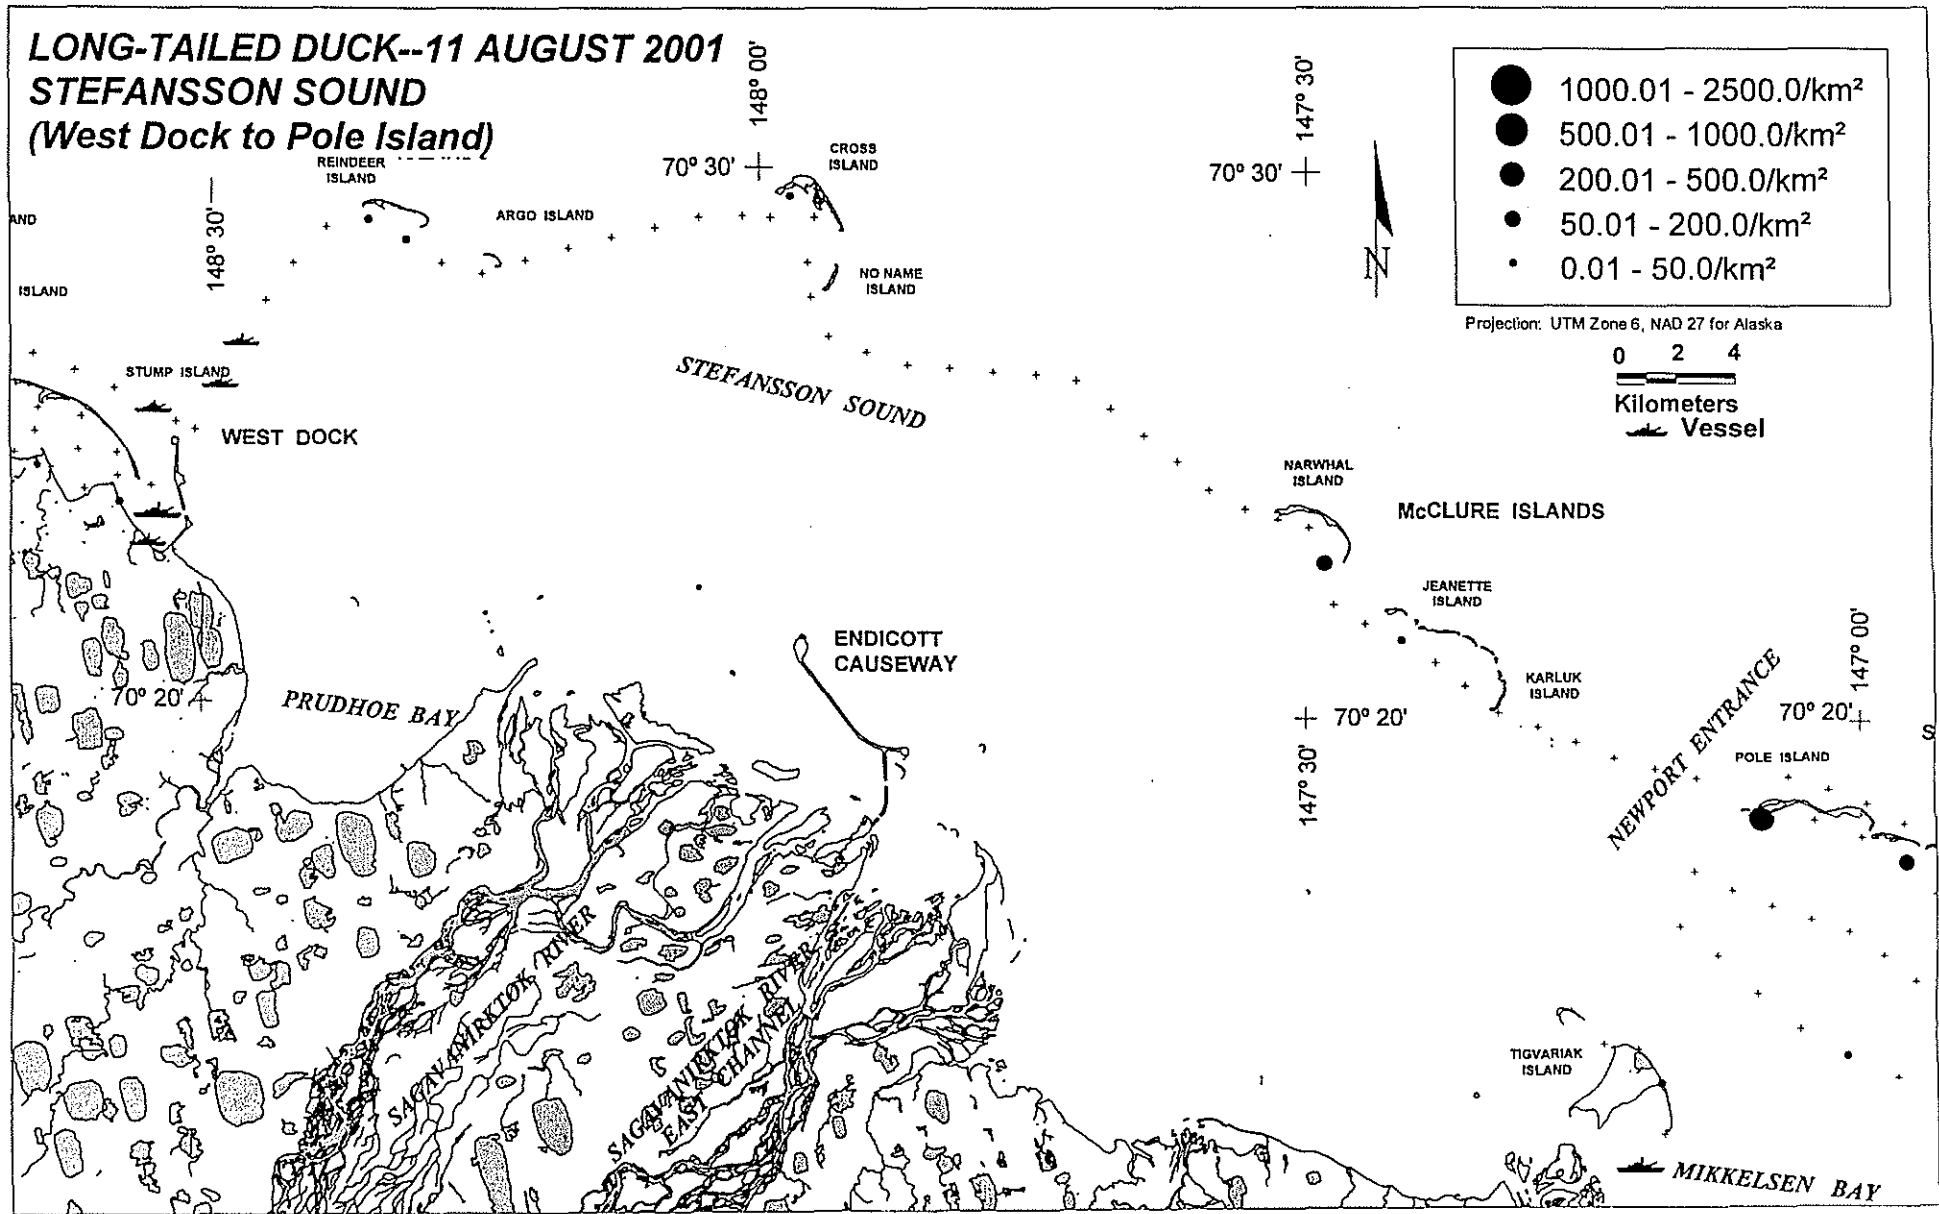 LONG-TAILED DUCK--11 AUGUST 2001
STEFANSSON SOUND
(West Dock to Pole Island)
148° 00'
147° 30'
1000.01 - 2500.0/km²
500.01 - 1000.0/km²
200.01 - 500.0/km²
50.01 - 200.0/km²
0.01 - 50.0/km²
Projection: UTM Zone 6, NAD 27 for Alaska
0 2 4
Kilometers
Vessel
N
REINDEER
ISLAND
70° 30'
CROSS
ISLAND
70° 30'
148° 30'
AND
ARGO ISLAND
ISLAND
NO NAME
ISLAND
STUMP ISLAND
STEFANSSON SOUND
WEST DOCK
NARWHAL
ISLAND
McCLURE ISLANDS
JEANETTE
ISLAND
ENDICOTT
CAUSEWAY
147° 00'
KARLUK
ISLAND
70° 20'
PRUDHOE BAY
70° 20'
70° 20'
S
NEWPORT ENTRANCE
POLE ISLAND
147° 30'
SAGAVANIRKTOK RIVER
SAGAVANIRKTOK RIVER
EAST CHANNEL
TIGVARIAK
ISLAND
MIKKELSEN BAY